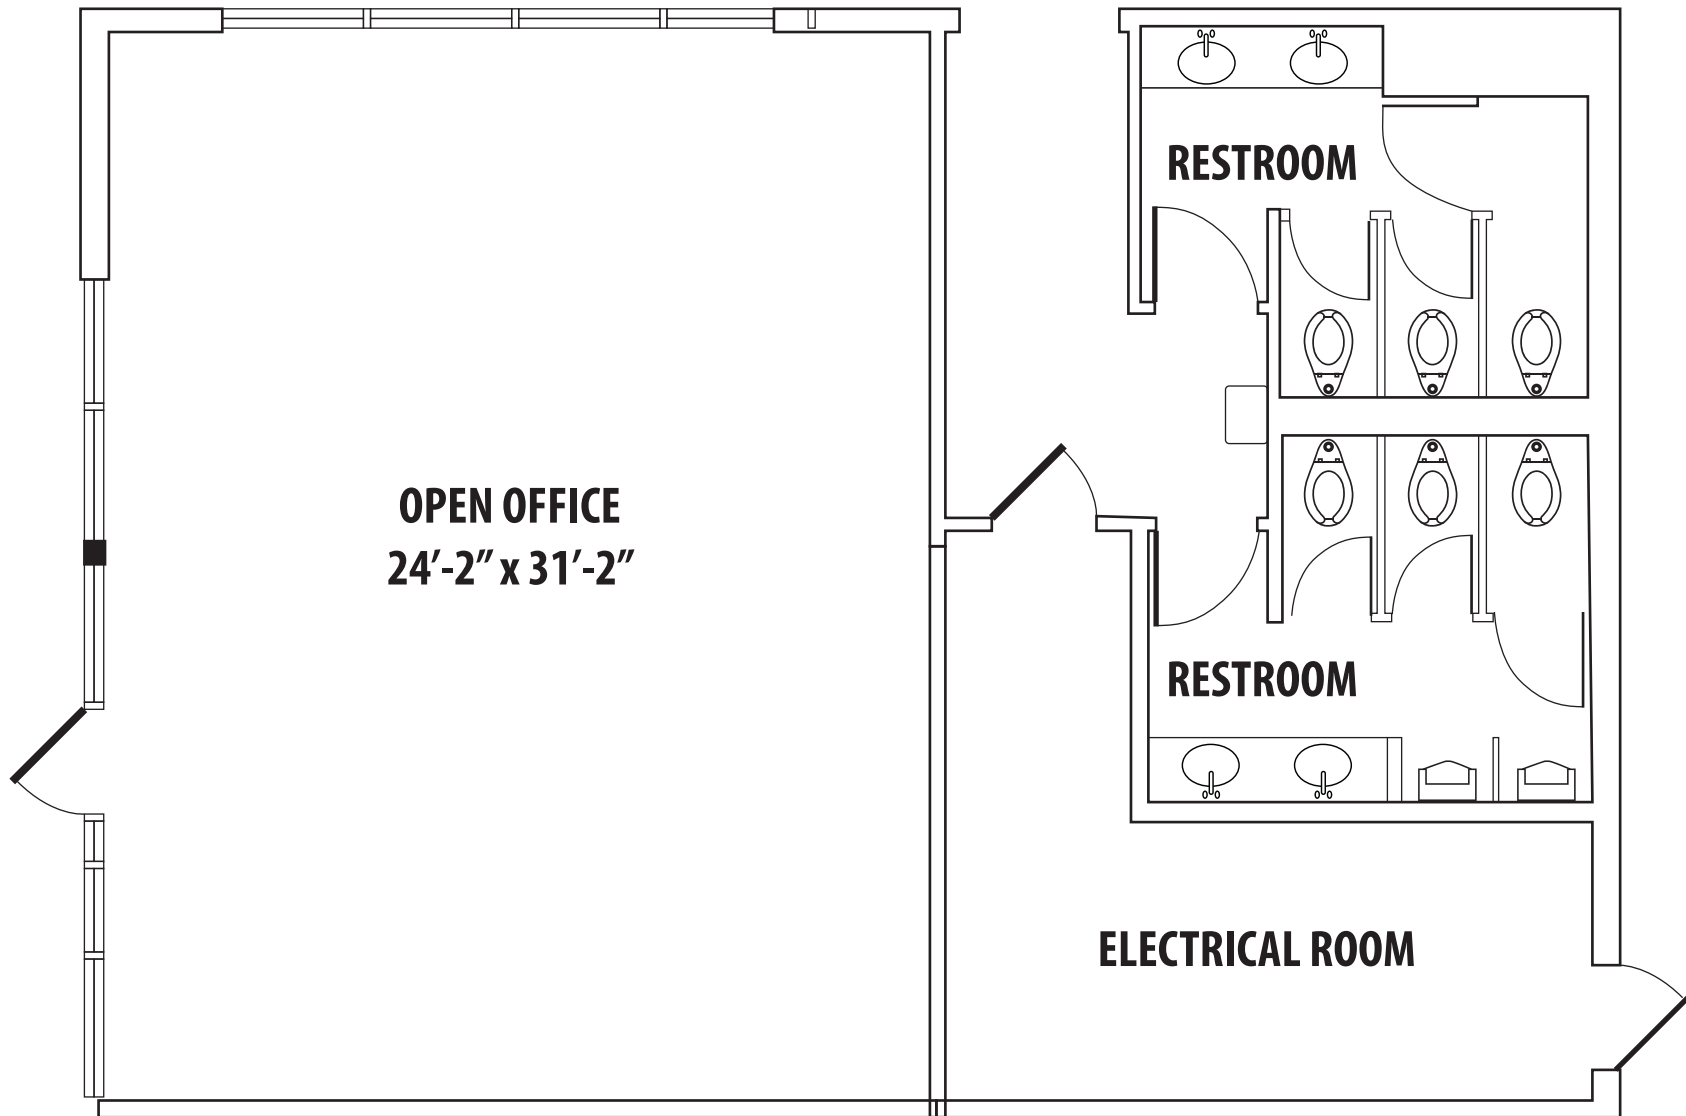 RESTROOM
OPEN OFFICE
24′-2″ x 31′-2″
RESTROOM
ELECTRICAL ROOM